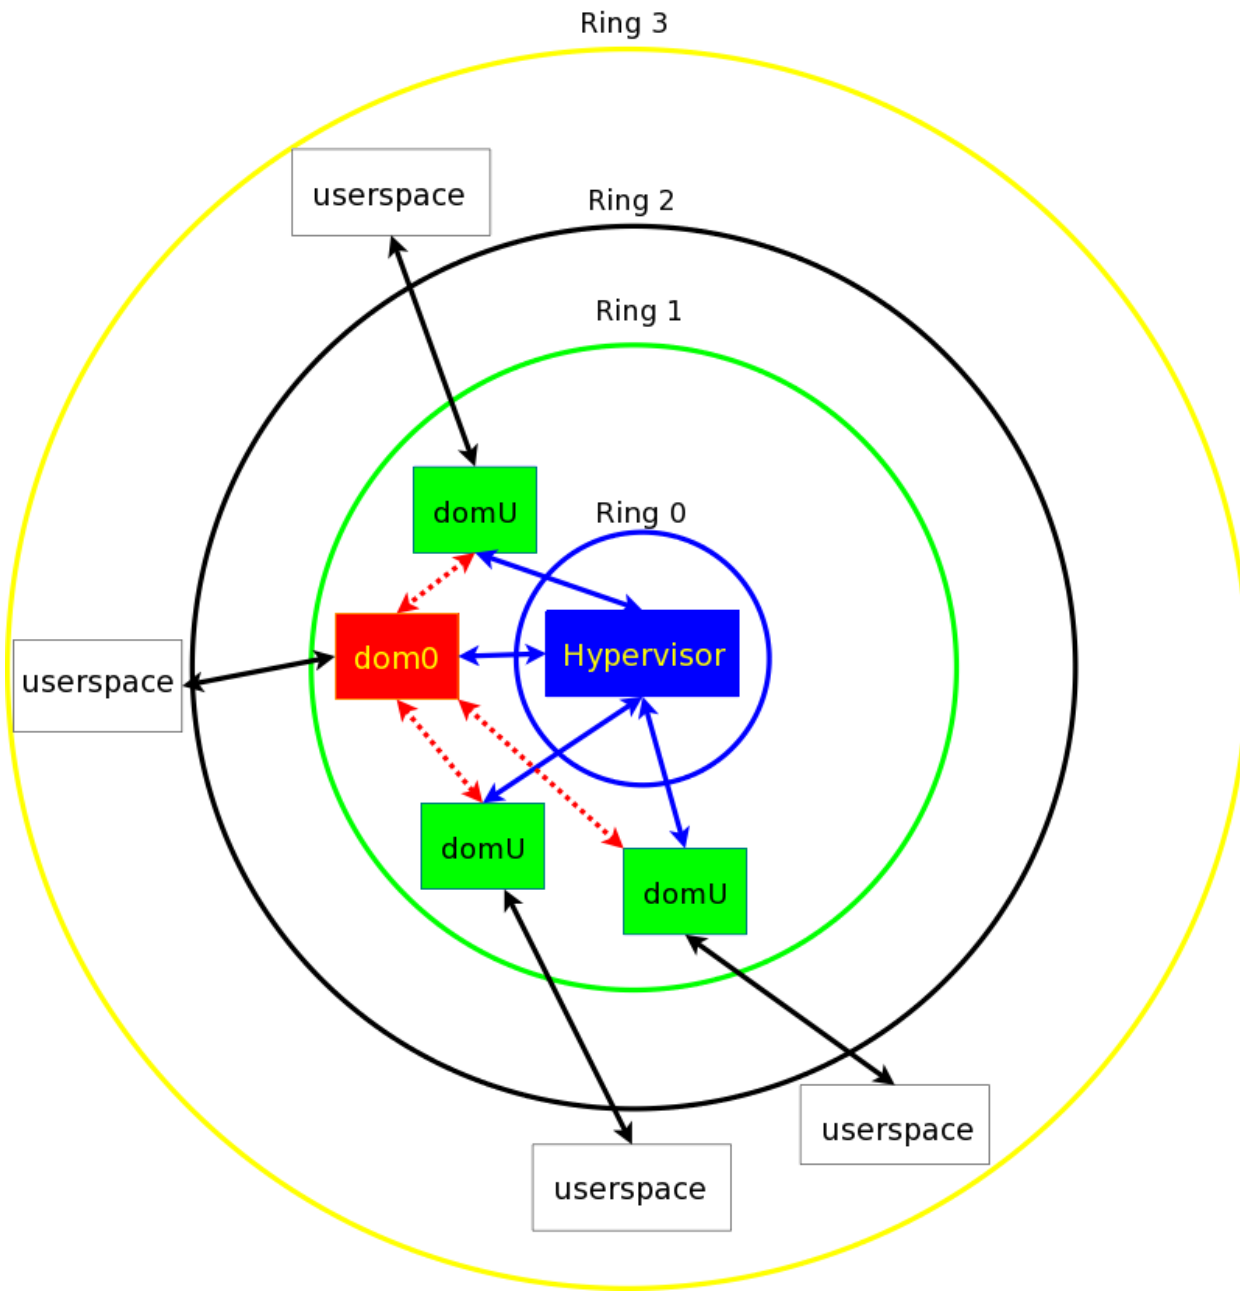 Ring 3
userspace
Ring 2
Ring 1
domU
Ring 0
dom0
Hypervisor
userspace
domU
domU
userspace
userspace